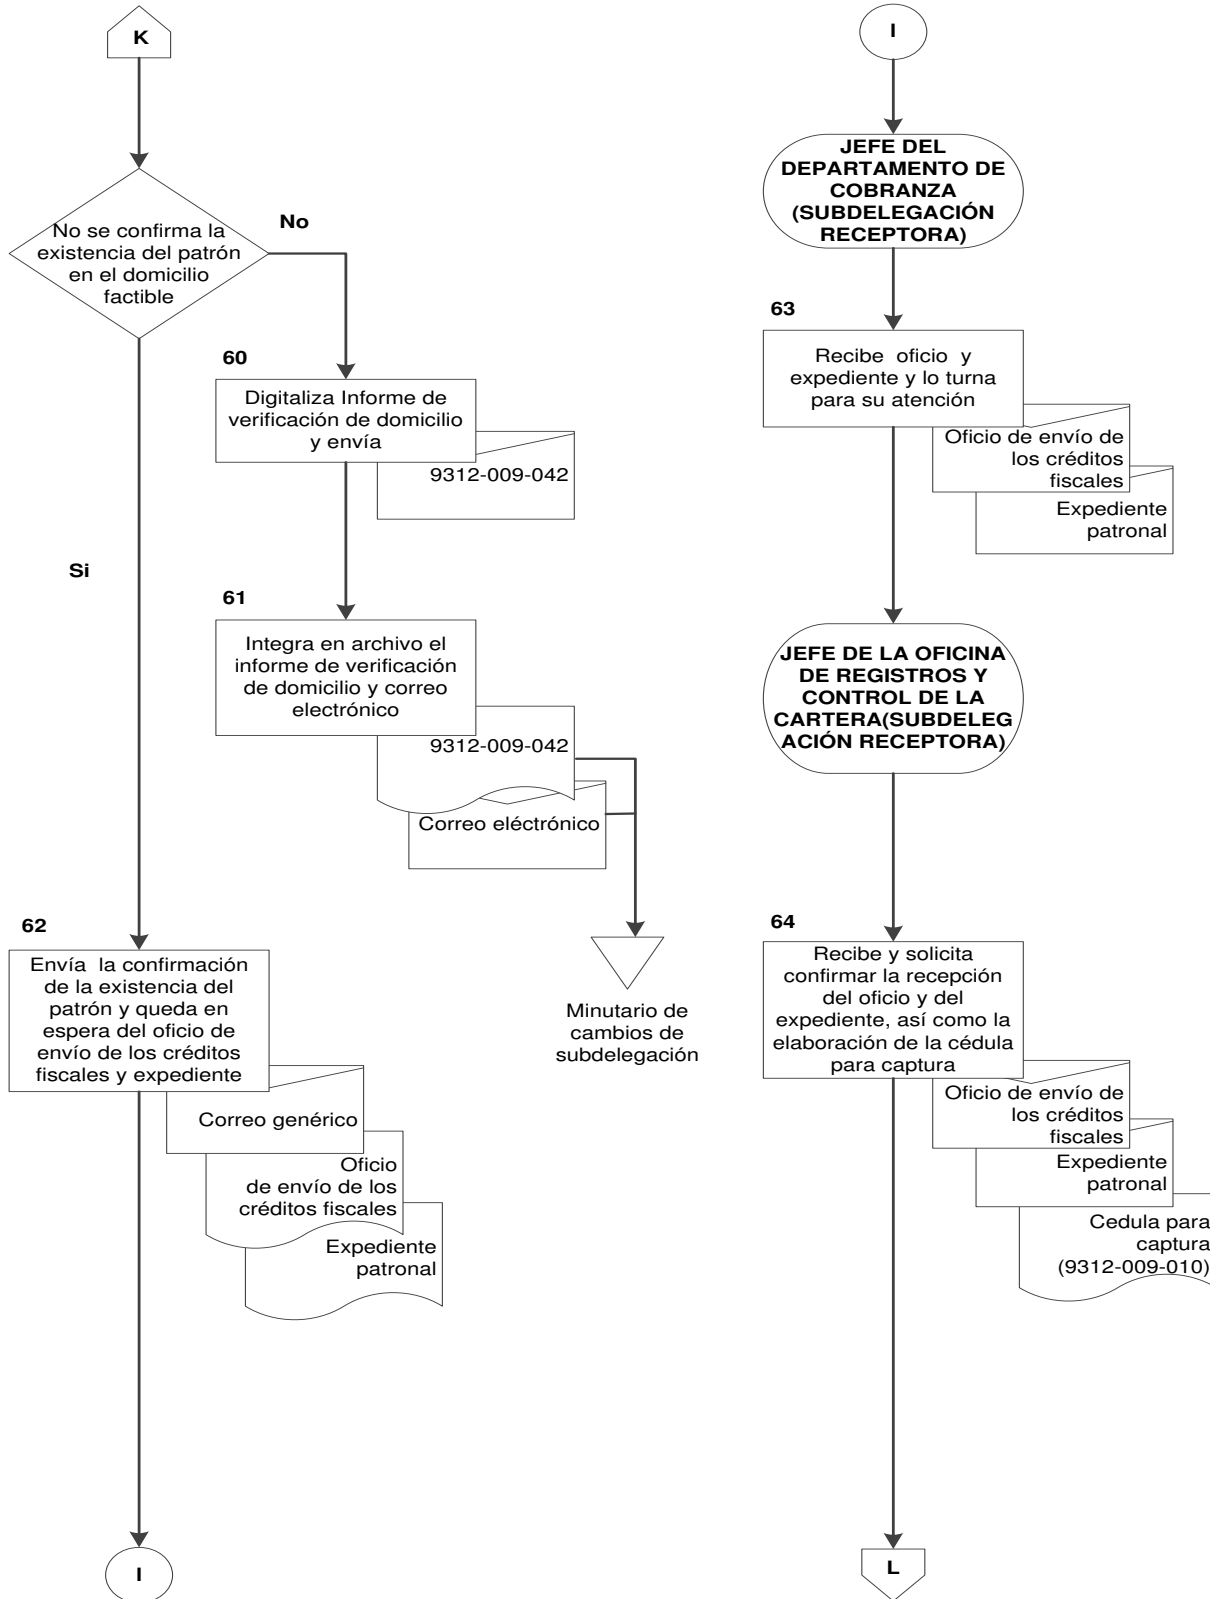 K
No se confirma la
existencia del patrón
en el domicilio
factible
No
Si
60
Digitaliza Informe de
verificación de domicilio
y envía
9312-009-042
61
Integra en archivo el
informe de verificación
de domicilio y correo
electrónico
9312-009-042
Correo eléctrónico
Minutario de
cambios de
subdelegación
62
Envía la confirmación
de la existencia del
patrón y queda en
espera del oficio de
envío de los créditos
fiscales y expediente
Correo genérico
Oficio
de envío de los
créditos fiscales
Expediente
patronal
I
I
JEFE DEL
DEPARTAMENTO DE
COBRANZA
(SUBDELEGACIÓN
RECEPTORA)
63
Recibe oficio y
expediente y lo turna
para su atención
Oficio de envío de
los créditos
fiscales
Expediente
patronal
JEFE DE LA OFICINA
DE REGISTROS Y
CONTROL DE LA
CARTERA(SUBDELEG
ACIÓN RECEPTORA)
64
Recibe y solicita
confirmar la recepción
del oficio y del
expediente, así como la
elaboración de la cédula
para captura
Oficio de envío de
los créditos
fiscales
Expediente
patronal
Cedula para
captura
(9312-009-010)
L